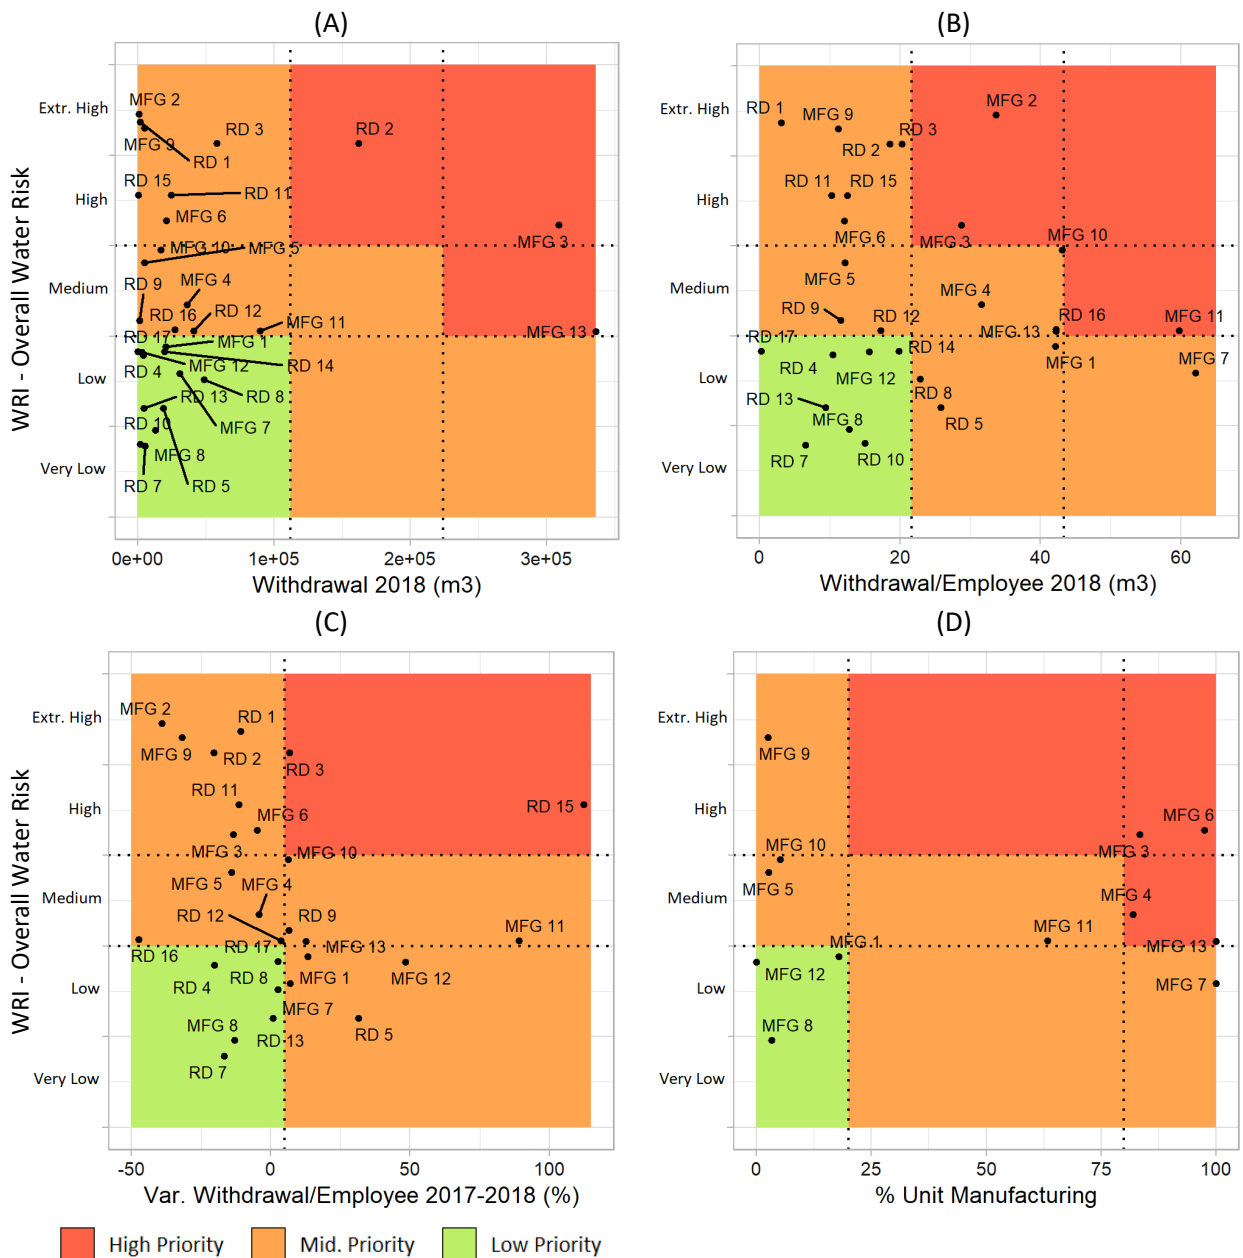 (A)
(B)
MFG 2
Extr. High
MFG 9
RD 3
RD 2
RD 1
RD 15
RD 11
High
MFG 6
MFG 10
MFG 5
MFG 3
RD 9
MFG 4
Medium
RD 16
RD 12
MFG 11
MFG 13
RD 17
MFG 1
RD 4
MFG 12
RD 14
Low
RD 13
RD 8
RD 10
MFG 7
MFG 8
Very Low
RD 7
RD 5
WRI - Overall Water Risk
0e+00
1e+05
2e+05
3e+05
Withdrawal 2018 (m3)
RD 1
MFG 9
MFG 2
Extr. High
RD 2
RD 3
RD 11
RD 15
High
MFG 6
MFG 3
MFG 10
MFG 5
Medium
MFG 4
RD 9
RD 12
MFG 13
RD 16
MFG 11
RD 17
RD 4
MFG 12
RD 14
MFG 1
MFG 7
Low
RD 13
RD 8
MFG 8
RD 5
RD 7
RD 10
Very Low
0
20
40
60
Withdrawal/Employee 2018 (m3)
(C)
(D)
MFG 2
RD 1
Extr. High
MFG 9
RD 2
RD 3
RD 11
RD 15
High
MFG 6
MFG 3
MFG 10
MFG 5
MFG 4
Medium
RD 12
RD 9
MFG 11
RD 16
RD 17
MFG 13
RD 4
RD 8
MFG 1
MFG 12
Low
MFG 7
MFG 8
RD 13
RD 5
RD 7
Very Low
WRI - Overall Water Risk
-50
0
50
100
Var. Withdrawal/Employee 2017-2018 (%)
Extr. High
MFG 9
High
MFG 6
MFG 10
MFG 3
MFG 5
Medium
MFG 4
MFG 1
MFG 11
MFG 13
MFG 12
Low
MFG 7
MFG 8
Very Low
0
25
50
75
100
% Unit Manufacturing
High Priority
Mid. Priority
Low Priority